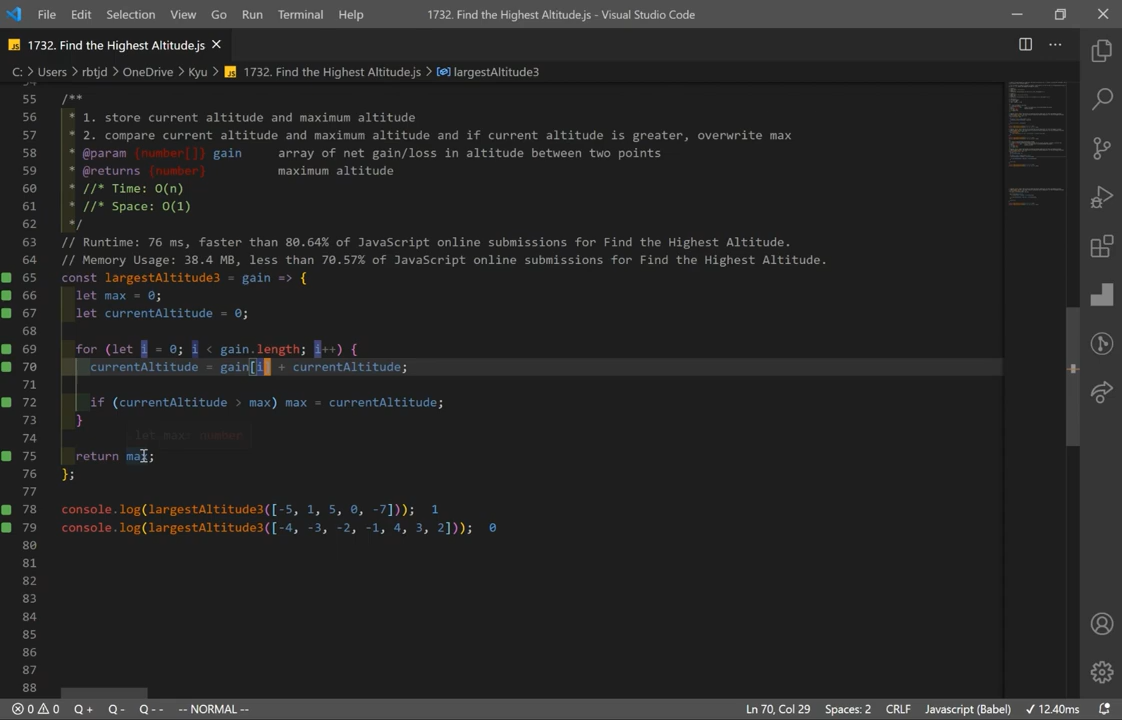 File Edit Selection View Go Run Terminal Help 1732. Find the Highest Altitude.js - Visual Studio Code
JS 1732. Find the Highest Altitude.js
C: > Users > rbtjd > OneDrive > Kyu > JS 1732. Find the Highest Altitude.js > largestAltitude3
55 /**
56 * 1. store current altitude and maximum altitude
57 * 2. compare current altitude and maximum altitude and if current altitude is greater, overwrite max
58 * @param {number[]} gain array of net gain/loss in altitude between two points
59 * @returns {number} maximum altitude
60 * //* Time: O(n)
61 * //* Space: O(1)
62 */
63 // Runtime: 76 ms, faster than 80.64% of JavaScript online submissions for Find the Highest Altitude.
64 // Memory Usage: 38.4 MB, less than 70.57% of JavaScript online submissions for Find the Highest Altitude.
65 const largestAltitude3 = gain => {
66 let max = 0;
67 let currentAltitude = 0;
68
69 for (let i = 0; i < gain.length; i++) {
70 currentAltitude = gain[i] + currentAltitude;
71
let max: number
72 if (currentAltitude > max) max = currentAltitude;
73 }
74
75 return max;
76 };
77
78 console.log(largestAltitude3([-5, 1, 5, 0, -7])); 1
79 console.log(largestAltitude3([-4, -3, -2, -1, 4, 3, 2])); 0
80
81
82
83
84
85
86
87
88
0 0 Q + Q - Q - - -- NORMAL -- Ln 70, Col 29 Spaces: 2 CRLF Javascript (Babel) ✓ 12.40ms